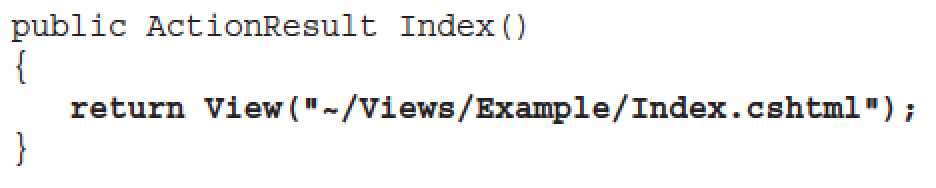 public ActionResult Index()
{
   return View("~/Views/Example/Index.cshtml");
}